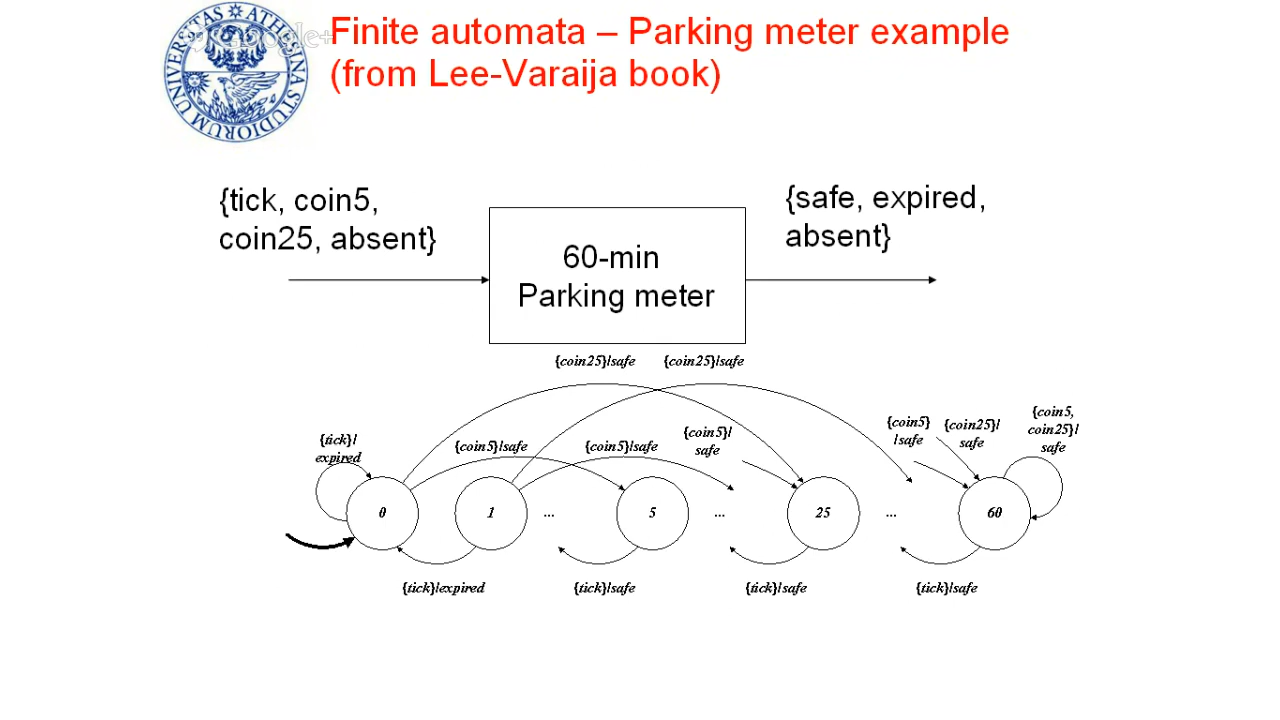 Finite automata – Parking meter example
(from Lee-Varaija book)
{tick, coin5,
coin25, absent}
60-min
Parking meter
{safe, expired,
absent}
{coin25}/safe
{coin25}/safe
{tick}/
expired
{coin5}/safe
{coin5}/safe
{coin5}/
safe
{coin5}
/safe
{coin25}/
safe
{coin5,
coin25}/
safe
0
1
...
5
...
25
...
60
{tick}/expired
{tick}/safe
{tick}/safe
{tick}/safe